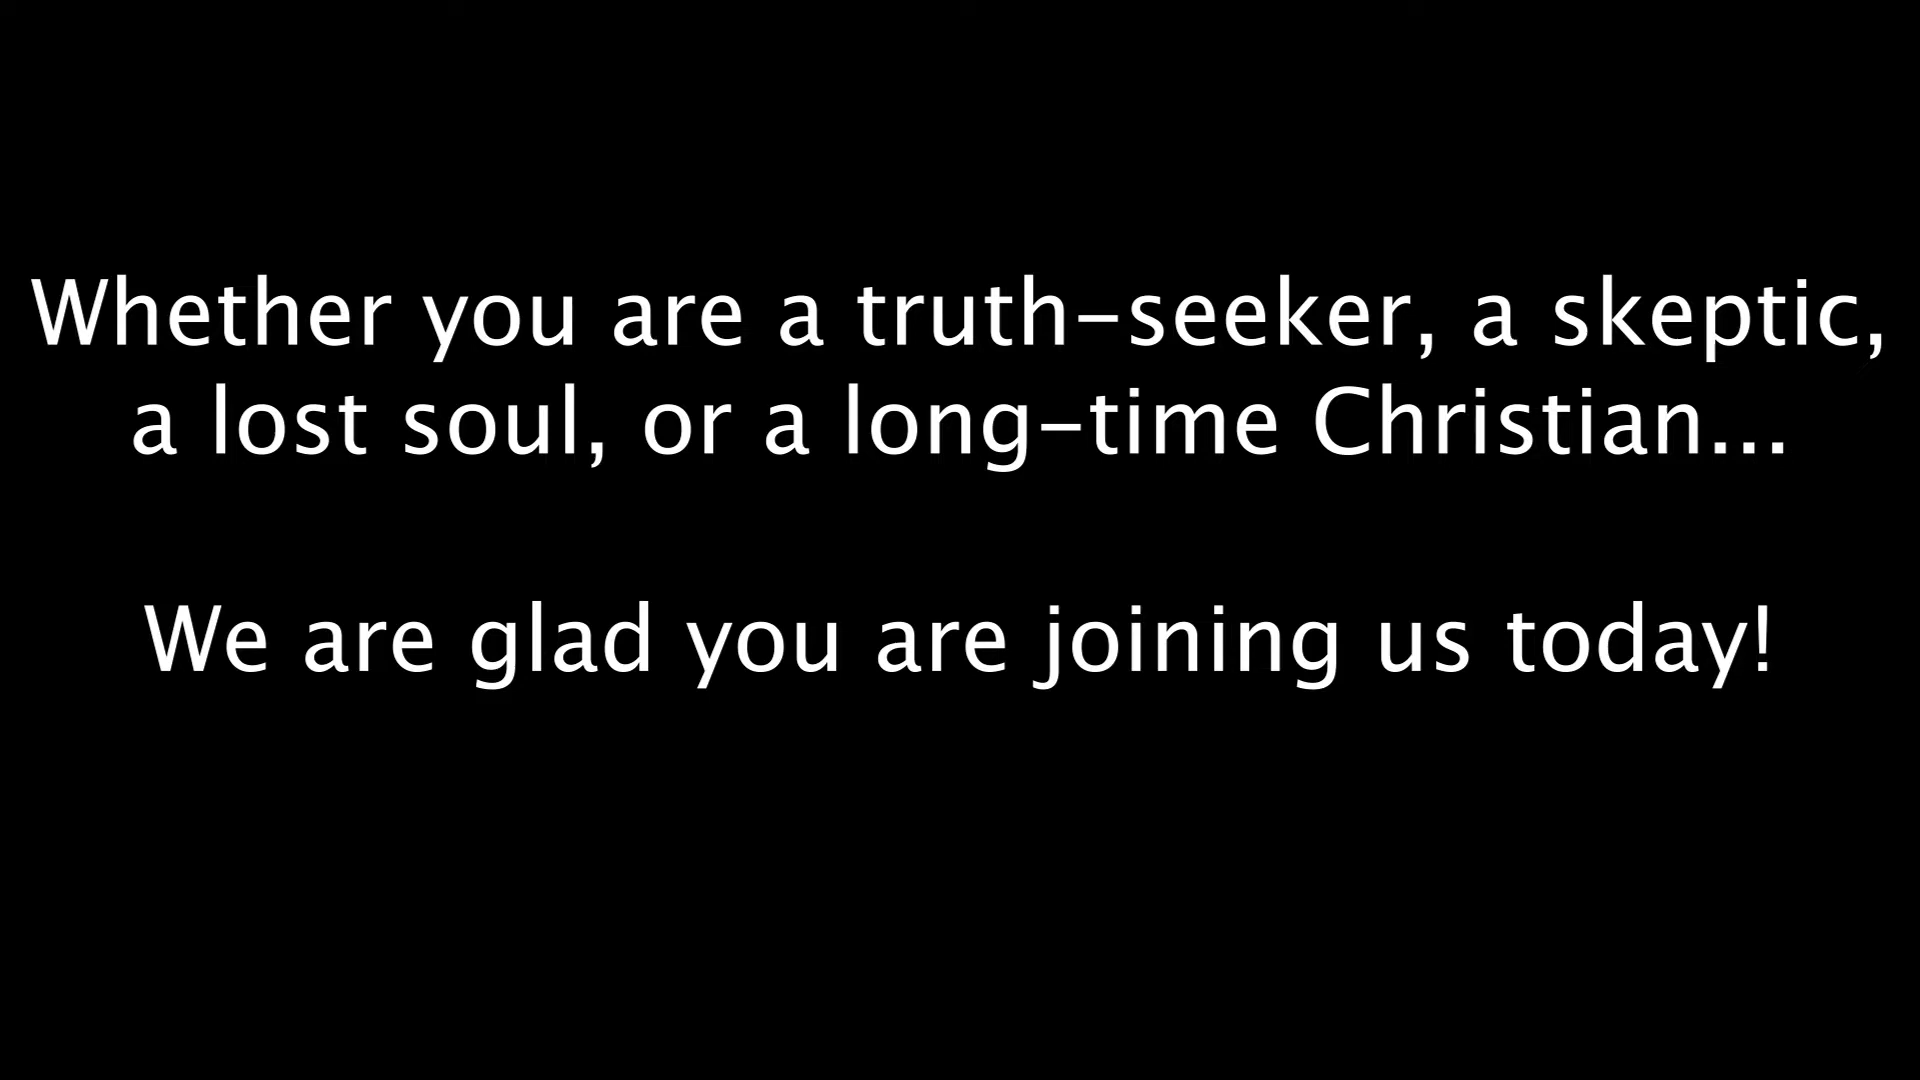 Whether you are a truth-seeker, a skeptic,
a lost soul, or a long-time Christian...
We are glad you are joining us today!